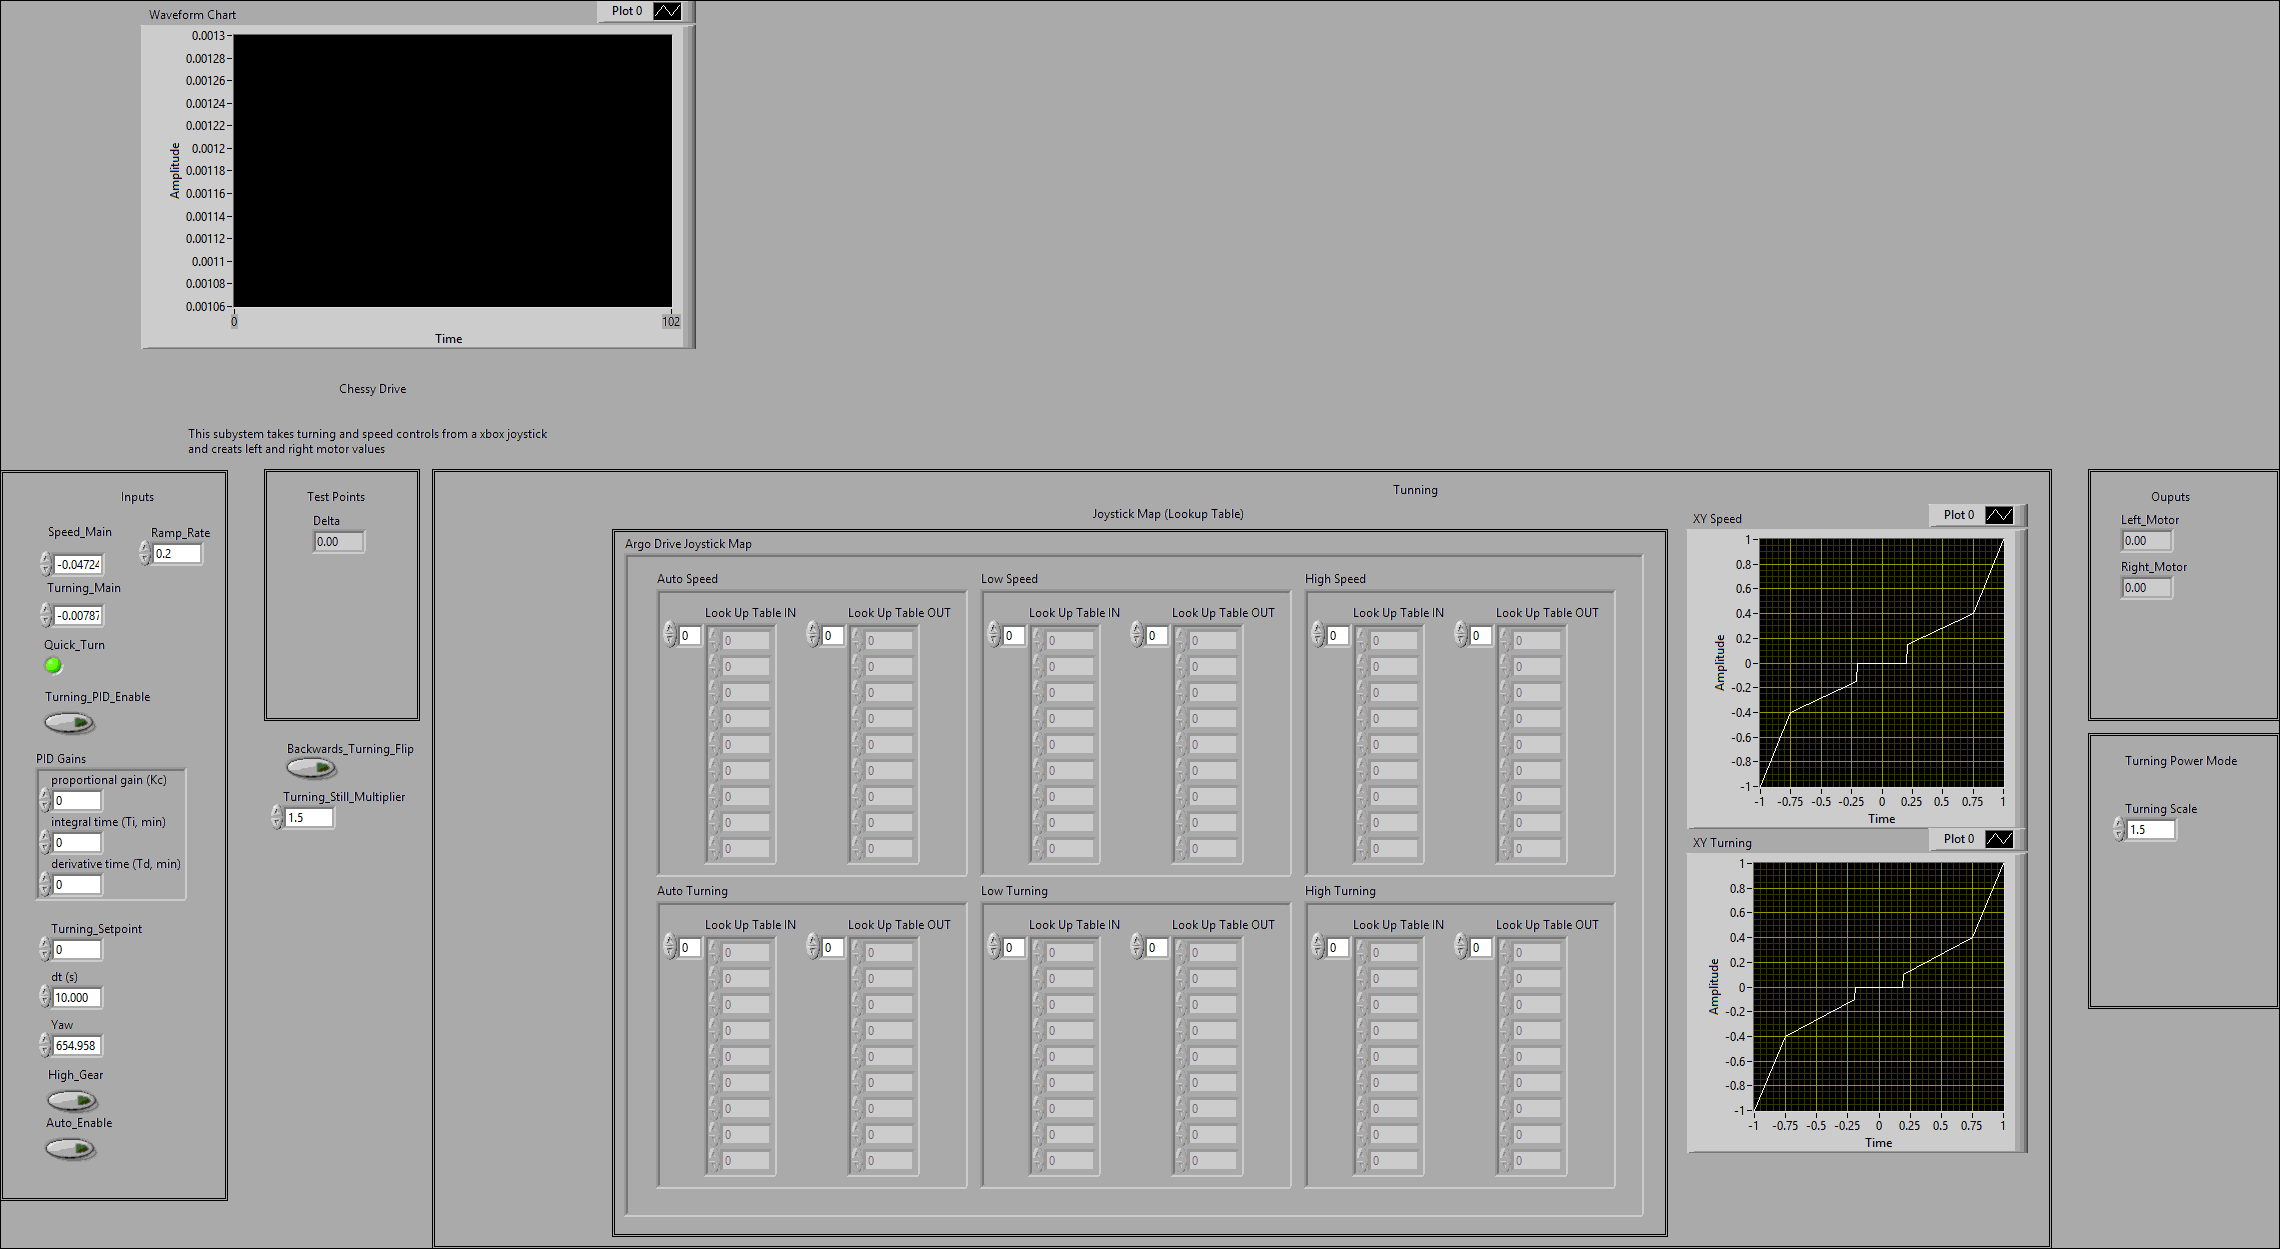 Waveform Chart
Plot 0
0.0013
0.00128
0.00126
0.00124
0.00122
0.0012
0.00118
0.00116
0.00114
0.00112
0.0011
0.00108
0.00106
Amplitude
0
102
Time
Chessy Drive
This subystem takes turning and speed controls from a xbox joystick
and creats left and right motor values
Inputs
Speed_Main
-0.04724
Ramp_Rate
0.2
Turning_Main
-0.00787
Quick_Turn
Turning_PID_Enable
PID Gains
proportional gain (Kc)
0
integral time (Ti, min)
0
derivative time (Td, min)
0
Turning_Setpoint
0
dt (s)
10.000
Yaw
654.958
High_Gear
Auto_Enable
Test Points
Delta
0.00
Backwards_Turning_Flip
Turning_Still_Multiplier
1.5
Tunning
Joystick Map (Lookup Table)
Argo Drive Joystick Map
Auto Speed
Look Up Table IN
0
0
0
0
0
0
0
0
0
0
Look Up Table OUT
0
0
0
0
0
0
0
0
0
0
Low Speed
Look Up Table IN
0
0
0
0
0
0
0
0
0
0
Look Up Table OUT
0
0
0
0
0
0
0
0
0
0
High Speed
Look Up Table IN
0
0
0
0
0
0
0
0
0
0
Look Up Table OUT
0
0
0
0
0
0
0
0
0
0
Auto Turning
Look Up Table IN
0
0
0
0
0
0
0
0
0
0
Look Up Table OUT
0
0
0
0
0
0
0
0
0
0
Low Turning
Look Up Table IN
0
0
0
0
0
0
0
0
0
0
Look Up Table OUT
0
0
0
0
0
0
0
0
0
0
High Turning
Look Up Table IN
0
0
0
0
0
0
0
0
0
0
Look Up Table OUT
0
0
0
0
0
0
0
0
0
0
XY Speed
Plot 0
1
0.8
0.6
0.4
0.2
0
-0.2
-0.4
-0.6
-0.8
-1
Amplitude
-1 -0.75 -0.5 -0.25 0 0.25 0.5 0.75 1
Time
XY Turning
Plot 0
1
0.8
0.6
0.4
0.2
0
-0.2
-0.4
-0.6
-0.8
-1
Amplitude
-1 -0.75 -0.5 -0.25 0 0.25 0.5 0.75 1
Time
Ouputs
Left_Motor
0.00
Right_Motor
0.00
Turning Power Mode
Turning Scale
1.5